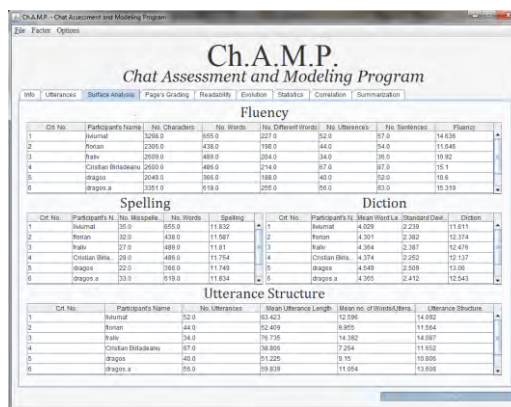 Ch.A.M.P. - Chat Assessment and Modeling Program
File Factor Options
Ch.A.M.P.
Chat Assessment and Modeling Program
Info Utterances Surface Analysis Page's Grading Readability Evolution Statistics Correlation Summarization
Fluency
Crt. No. Participant's Name No. Characters No. Words No. Different Words No. Utterences No. Sentences Fluency
1 liviumat 3298.0 655.0 227.0 52.0 57.0 14.636
2 florian 2306.0 438.0 198.0 44.0 54.0 11.646
3 fraliv 2609.0 489.0 204.0 34.0 36.0 10.92
4 Cristian Birladeanu 2600.0 486.0 214.0 67.0 67.0 15.1
5 dragos 2049.0 366.0 188.0 40.0 52.0 10.6
6 dragos.a 3351.0 619.0 255.0 56.0 63.0 15.319
Spelling
Crt. No. Participant's N... No. Misspelle... No. Words Spelling
1 liviumat 35.0 655.0 11.832
2 florian 32.0 438.0 11.587
3 fraliv 27.0 489.0 11.81
4 Cristian Birla... 29.0 486.0 11.754
5 dragos 22.0 366.0 11.749
6 dragos.a 33.0 619.0 11.834
Diction
Crt. No. Participant's N... Mean Word Le... Standard Devi... Diction
1 liviumat 4.029 2.239 11.611
2 florian 4.301 2.382 12.374
3 fraliv 4.364 2.387 12.476
4 Cristian Birla... 4.374 2.252 12.137
5 dragos 4.549 2.509 13.06
6 dragos.a 4.365 2.412 12.543
Utterance Structure
Crt. No. Participant's Name No. Utterances Mean Utterance Length Mean no. of Words/Uttera... Utterance Structure
1 liviumat 52.0 63.423 12.596 14.092
2 florian 44.0 52.409 9.955 11.564
3 fraliv 34.0 76.735 14.382 14.087
4 Cristian Birladeanu 67.0 38.806 7.254 11.652
5 dragos 40.0 51.225 9.15 10.806
6 dragos.a 56.0 59.839 11.054 13.606